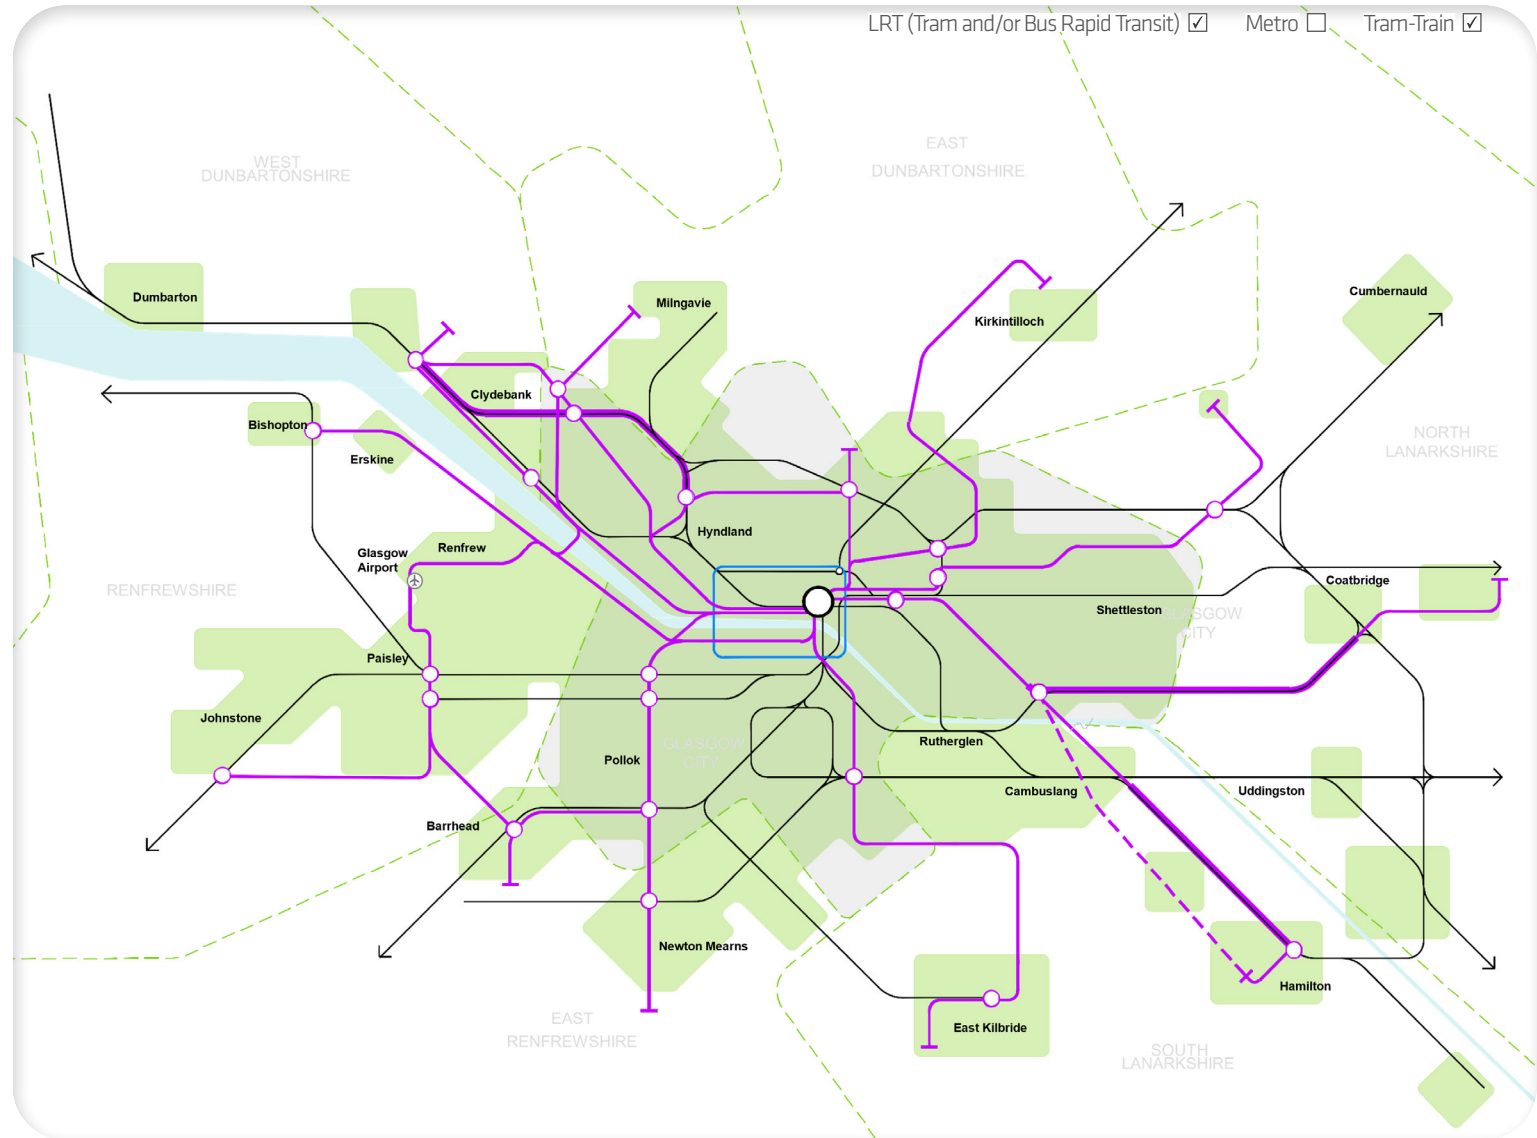 LRT (Tram and/or Bus Rapid Transit) ☑ Metro ☐ Tram-Train ☑
EAST
DUNBARTONSHIRE
WEST
DUNBARTONSHIRE
Dumbarton
Milngavie
Kirkintilloch
Cumbernauld
Clydebank
Bishopton
Erskine
NORTH
LANARKSHIRE
Hyndland
Renfrew
Glasgow
Airport
RENFREWSHIRE
Coatbridge
Shettleston
GLASGOW
CITY
Paisley
Johnstone
Pollok
GLASGOW
CITY
Rutherglen
Cambuslang
Uddingston
Barrhead
Newton Mearns
Hamilton
East Kilbride
EAST
RENFREWSHIRE
SOUTH
LANARKSHIRE